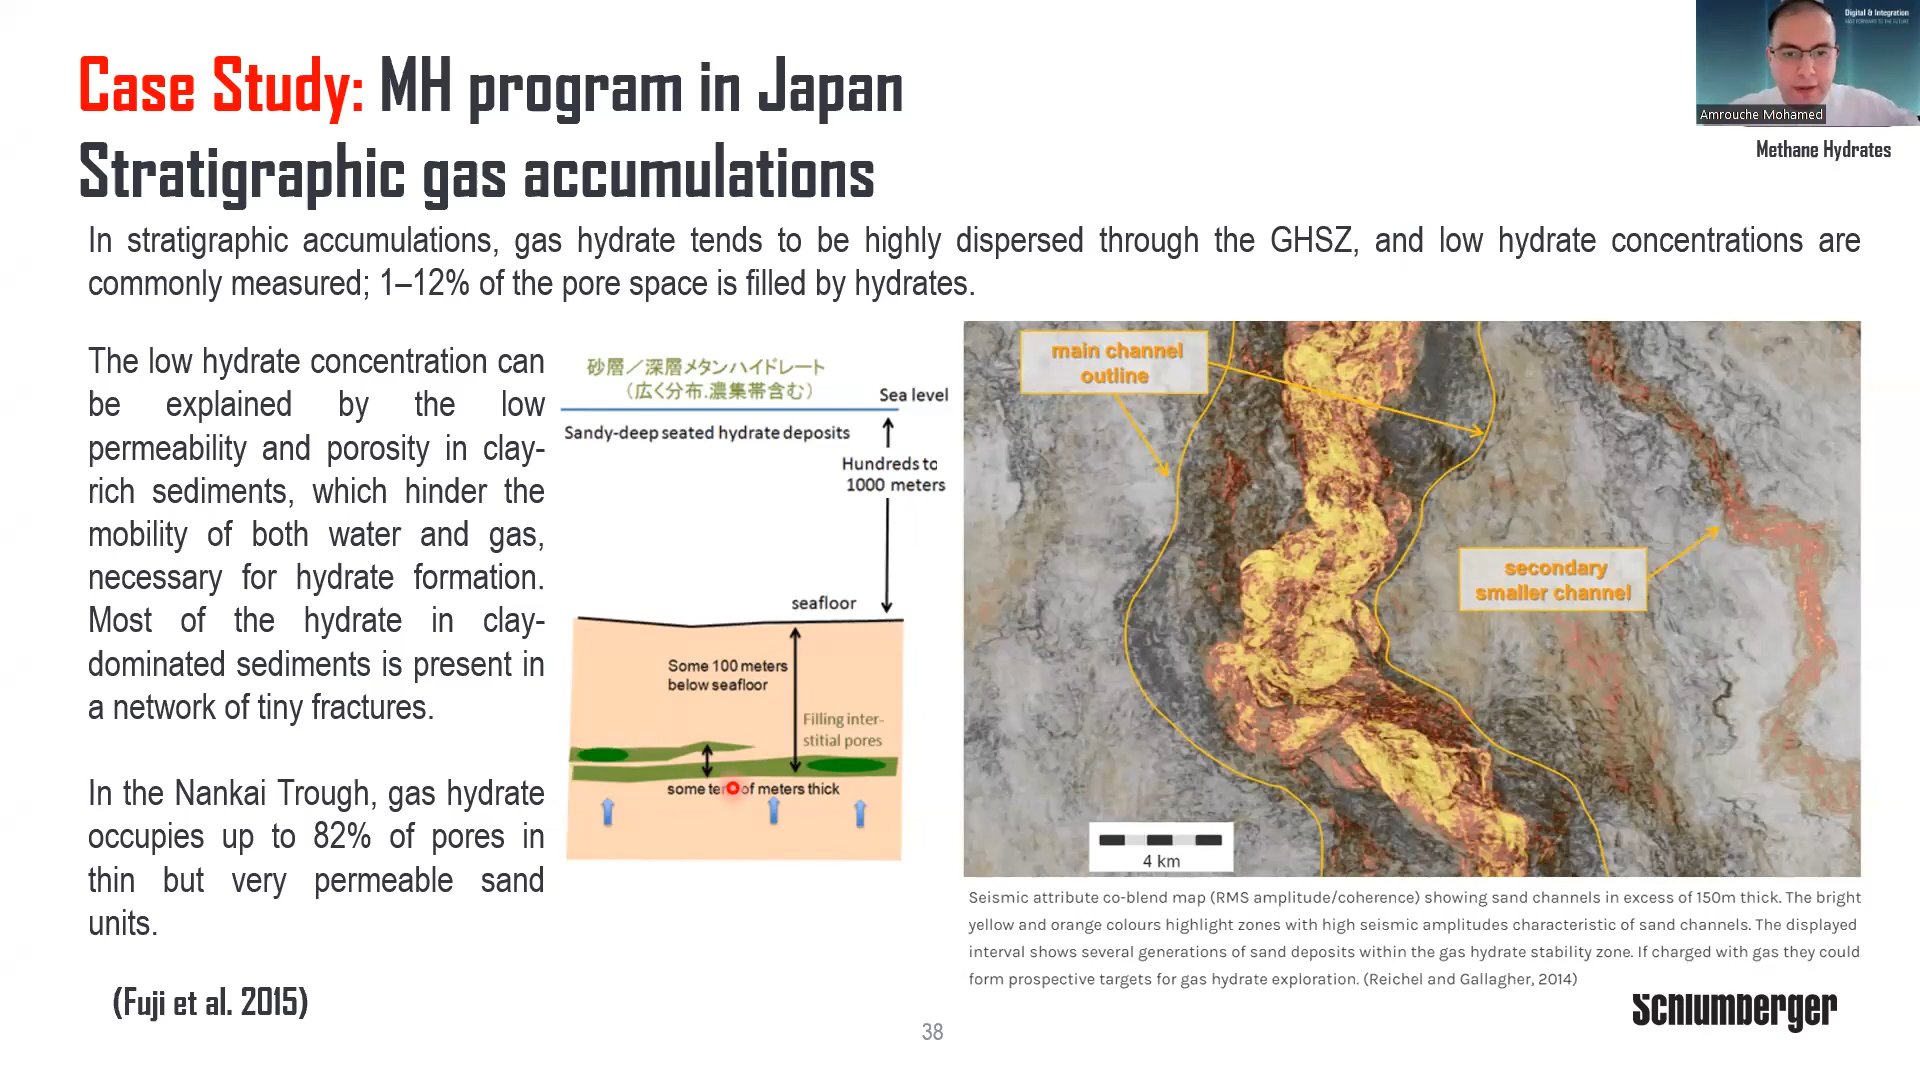 Digital & Integration
Amrouche Mohamed
Methane Hydrates
Case Study: MH program in Japan
Stratigraphic gas accumulations
In stratigraphic accumulations, gas hydrate tends to be highly dispersed through the GHSZ, and low hydrate concentrations are
commonly measured; 1–12% of the pore space is filled by hydrates.
The low hydrate concentration can
be explained by the low
permeability and porosity in clay-
rich sediments, which hinder the
mobility of both water and gas,
necessary for hydrate formation.
Most of the hydrate in clay-
dominated sediments is present in
a network of tiny fractures.
In the Nankai Trough, gas hydrate
occupies up to 82% of pores in
thin but very permeable sand
units.
(Fuji et al. 2015)
砂層／深層メタンハイドレート
（広く分布.濃集帯含む）
Sea level
Sandy-deep seated hydrate deposits
Hundreds to
1000 meters
seafloor
Some 100 meters
below seafloor
Filling inter-
stitial pores
some of meters thick
main channel
outline
secondary
smaller channel
4 km
Seismic attribute co-blend map (RMS amplitude/coherence) showing sand channels in excess of 150m thick. The bright
yellow and orange colours highlight zones with high seismic amplitudes characteristic of sand channels. The displayed
interval shows several generations of sand deposits within the gas hydrate stability zone. If charged with gas they could
form prospective targets for gas hydrate exploration. (Reichel and Gallagher, 2014)
Schlumberger
38